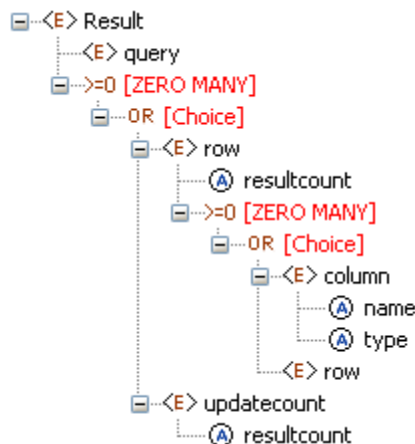 <E> Result
<E> query
>=0 [ZERO MANY]
OR [Choice]
<E> row
A resultcount
>=0 [ZERO MANY]
OR [Choice]
<E> column
A name
A type
<E> row
<E> updatecount
A resultcount